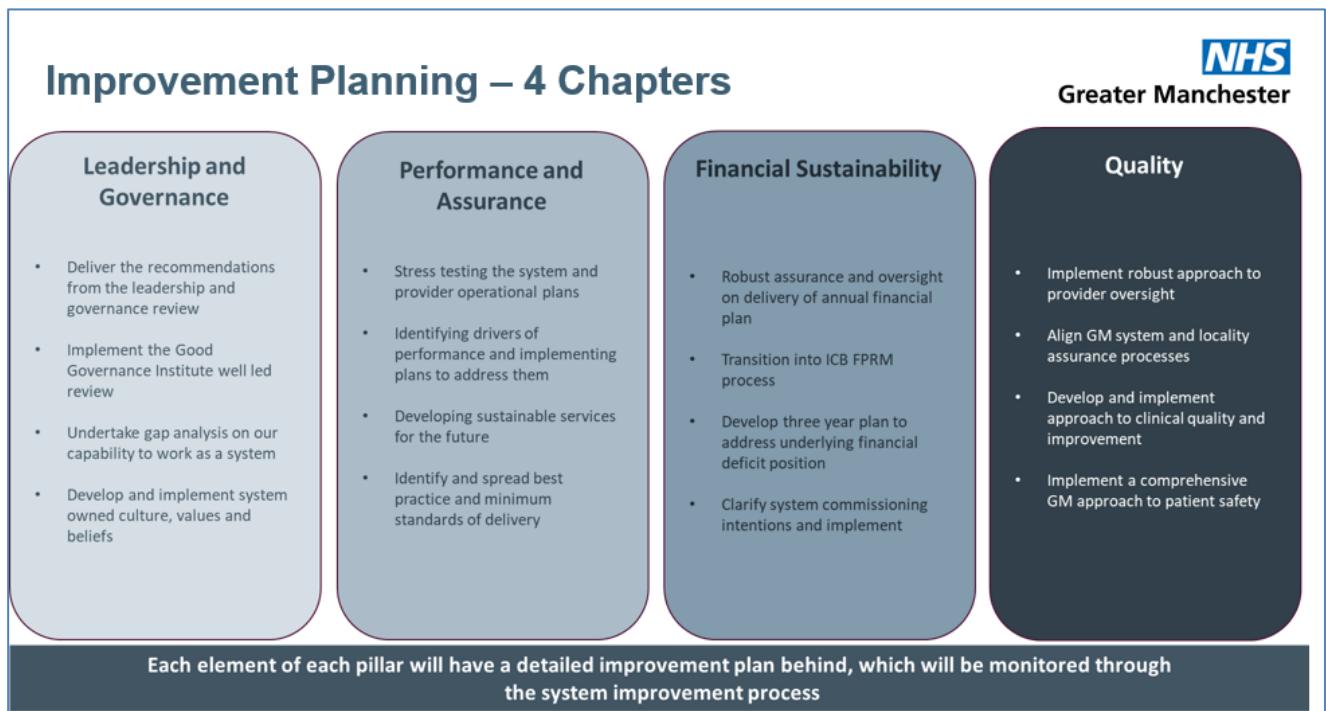 Improvement Planning – 4 Chapters
NHS
Greater Manchester
Leadership and
Governance
• Deliver the recommendations
from the leadership and
governance review
• Implement the Good
Governance Institute well led
review
• Undertake gap analysis on our
capability to work as a system
• Develop and implement system
owned culture, values and
beliefs
Performance and
Assurance
• Stress testing the system and
provider operational plans
• Identifying drivers of
performance and implementing
plans to address them
• Developing sustainable services
for the future
• Identify and spread best
practice and minimum
standards of delivery
Financial Sustainability
• Robust assurance and oversight
on delivery of annual financial
plan
• Transition into ICB FPRM
process
• Develop three year plan to
address underlying financial
deficit position
• Clarify system commissioning
intentions and implement
Quality
• Implement robust approach to
provider oversight
• Align GM system and locality
assurance processes
• Develop and implement
approach to clinical quality and
improvement
• Implement a comprehensive
GM approach to patient safety
Each element of each pillar will have a detailed improvement plan behind, which will be monitored through
the system improvement process